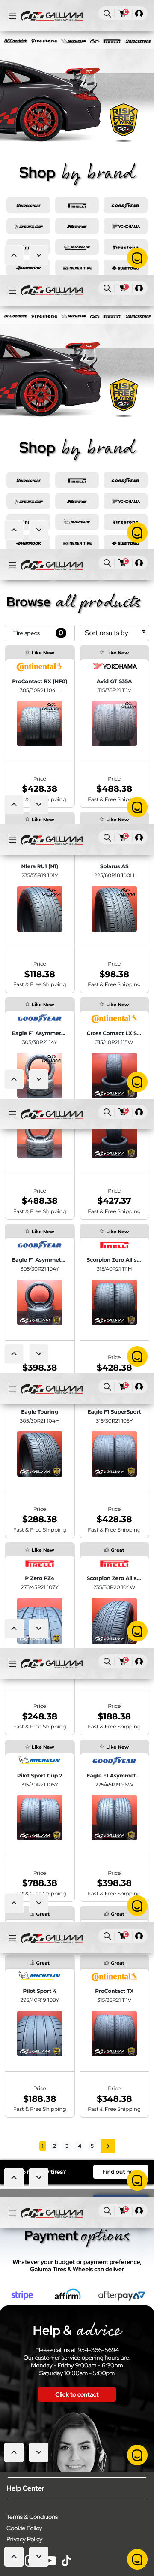 GALLIMA
BFGoodrich Firestone MICHELIN PIRELLI BRIDGESTONE
RISK FREE BUYING
Shop by brand
BRIDGESTONE PIRELLI GOODYEAR
DUNLOP NITTO YOKOHAMA
MICHELIN Firestone
HANKOOK NEXEN TIRE SUMITOMO
GALLIMA
BFGoodrich Firestone MICHELIN PIRELLI BRIDGESTONE
RISK FREE BUYING
Shop by brand
BRIDGESTONE PIRELLI GOODYEAR
DUNLOP NITTO YOKOHAMA
MICHELIN Firestone
HANKOOK NEXEN TIRE SUMITOMO
GALLIMA
Browse all products
Tire specs 0 Sort results by
Like New Like New
Continental YOKOHAMA
ProContact RX (NF0) Avid GT S35A
305/30R21 104H 315/35R21 111V
Price Price
$428.38 $488.38
Shipping Fast & Free Shipping
Like New Like New
GALLIMA
Nfera RU1 (N1) Solarus AS
235/55R19 101Y 225/60R18 100H
Price Price
$118.38 $98.38
Fast & Free Shipping Fast & Free Shipping
Like New Like New
GOODYEAR Continental
Eagle F1 Asymmet... Cross Contact LX S...
305/30R21 14Y 315/40R21 115W
GALLIMA
Price Price
$488.38 $427.37
Fast & Free Shipping Fast & Free Shipping
Like New Like New
GOODYEAR PIRELLI
Eagle F1 Asymmet... Scorpion Zero All s...
305/30R21 104Y 315/40R21 111H
Price Price
$398.38 $428.38
GALLIMA
Eagle Touring Eagle F1 SuperSport
305/30R21 104H 315/30R21 105Y
Price Price
$288.38 $428.38
Fast & Free Shipping Fast & Free Shipping
Like New Great
PIRELLI PIRELLI
P Zero PZ4 Scorpion Zero All s...
275/45R21 107Y 235/50R20 104W
GALLIMA
Price Price
$248.38 $188.38
Fast & Free Shipping Fast & Free Shipping
Like New Great
MICHELIN GOODYEAR
Pilot Sport Cup 2 Eagle F1 Asymmet...
315/30R21 105Y 225/45R19 96W
Price Price
$788.38 $398.38
Shipping Fast & Free Shipping
Great Great
GALLIMA
Great Great
MICHELIN Continental
Pilot Sport 4 ProContact TX
295/40R19 108Y 315/35R21 111V
Price Price
$188.38 $348.38
Fast & Free Shipping Fast & Free Shipping
1 2 3 4 5
tires? Find out
GALLIMA
Payment options
Whatever your budget or payment preference,
Galuma Tires & Wheels can deliver
stripe affirm afterpay
Help & advice
Please call us at 954-366-5694
Our customer service opening hours are:
Monday - Friday 9:00am - 6:30pm
Saturday 10:00am - 5:00pm
Click to contact
Help Center
Terms & Conditions
Cookie Policy
Privacy Policy